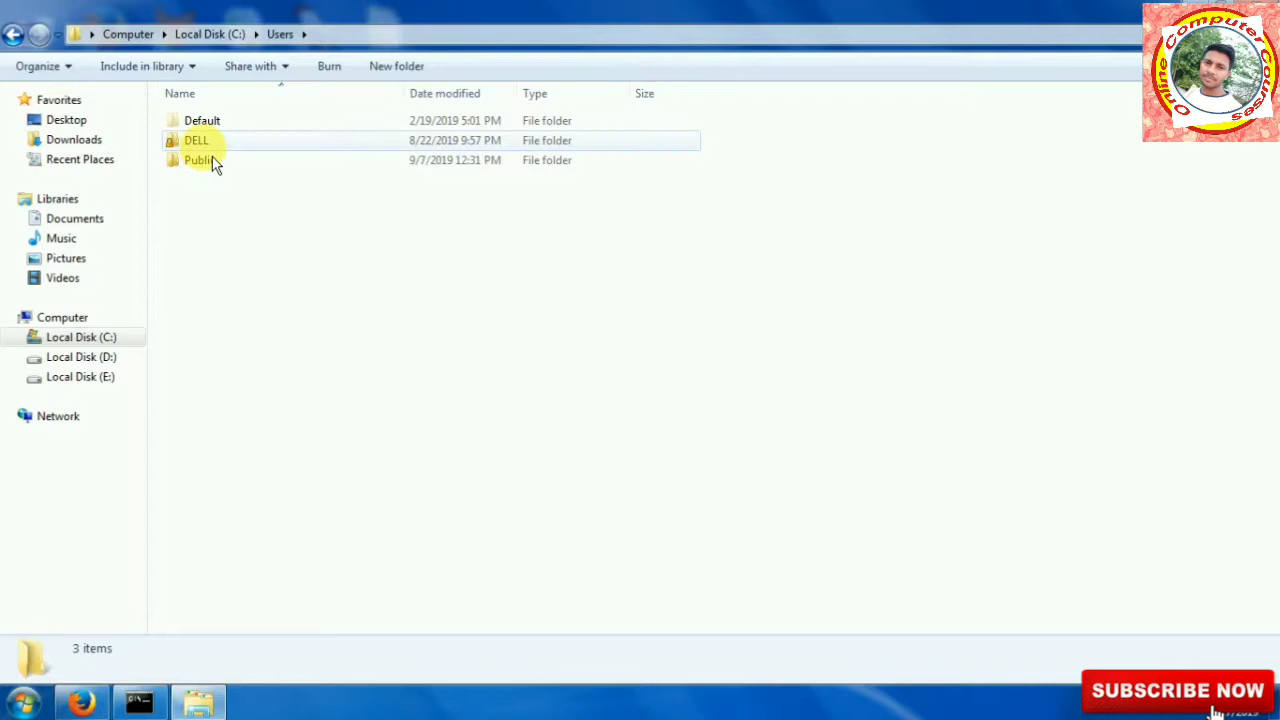 Computer Local Disk (C:) Users
Organize Include in library Share with Burn New folder
Name Date modified Type Size
Default 2/19/2019 5:01 PM File folder
DELL 8/22/2019 9:57 PM File folder
Public 9/7/2019 12:31 PM File folder
Favorites
Desktop
Downloads
Recent Places
Libraries
Documents
Music
Pictures
Videos
Computer
Local Disk (C:)
Local Disk (D:)
Local Disk (E:)
Network
3 items
Online Computer Courses
C:\.
SUBSCRIBE NOW